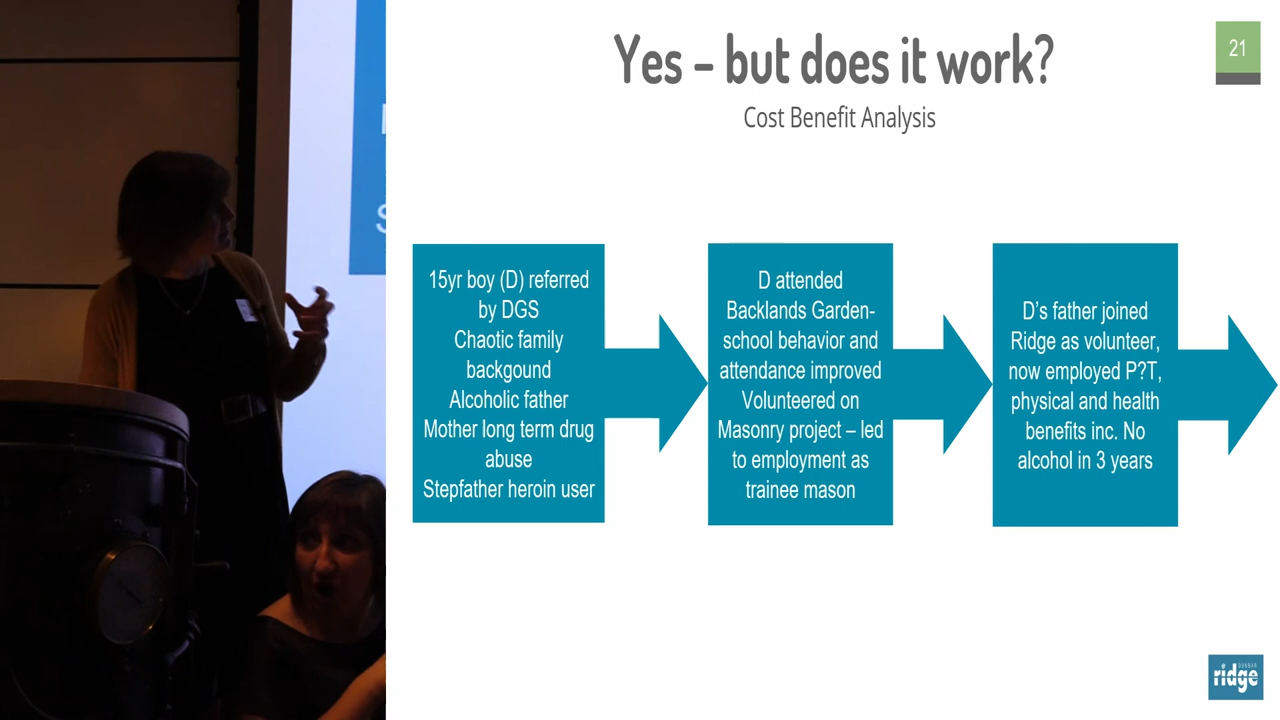 Yes – but does it work?
21
Cost Benefit Analysis
15yr boy (D) referred
by DGS
Chaotic family
backgound
Alcoholic father
Mother long term drug
abuse
Stepfather heroin user
D attended
Backlands Garden-
school behavior and
attendance improved
Volunteered on
Masonry project – led
to employment as
trainee mason
D's father joined
Ridge as volunteer,
now employed P?T,
physical and health
benefits inc. No
alcohol in 3 years
DUNBAR
ridge